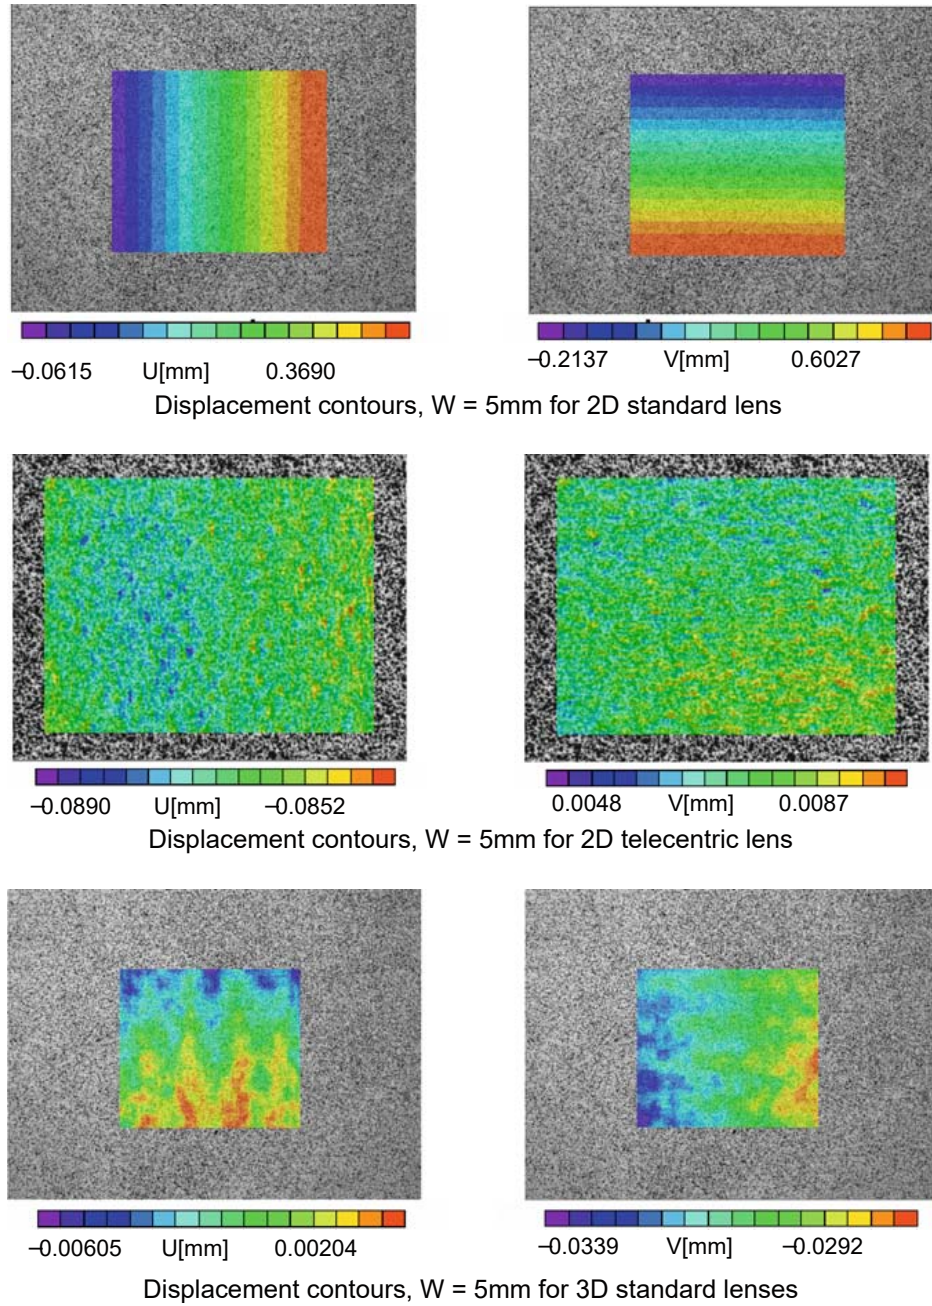 −0.0615 U[mm] 0.3690
−0.2137 V[mm] 0.6027
Displacement contours, W = 5mm for 2D standard lens
−0.0890 U[mm] −0.0852
0.0048 V[mm] 0.0087
Displacement contours, W = 5mm for 2D telecentric lens
−0.00605 U[mm] 0.00204
−0.0339 V[mm] −0.0292
Displacement contours, W = 5mm for 3D standard lenses